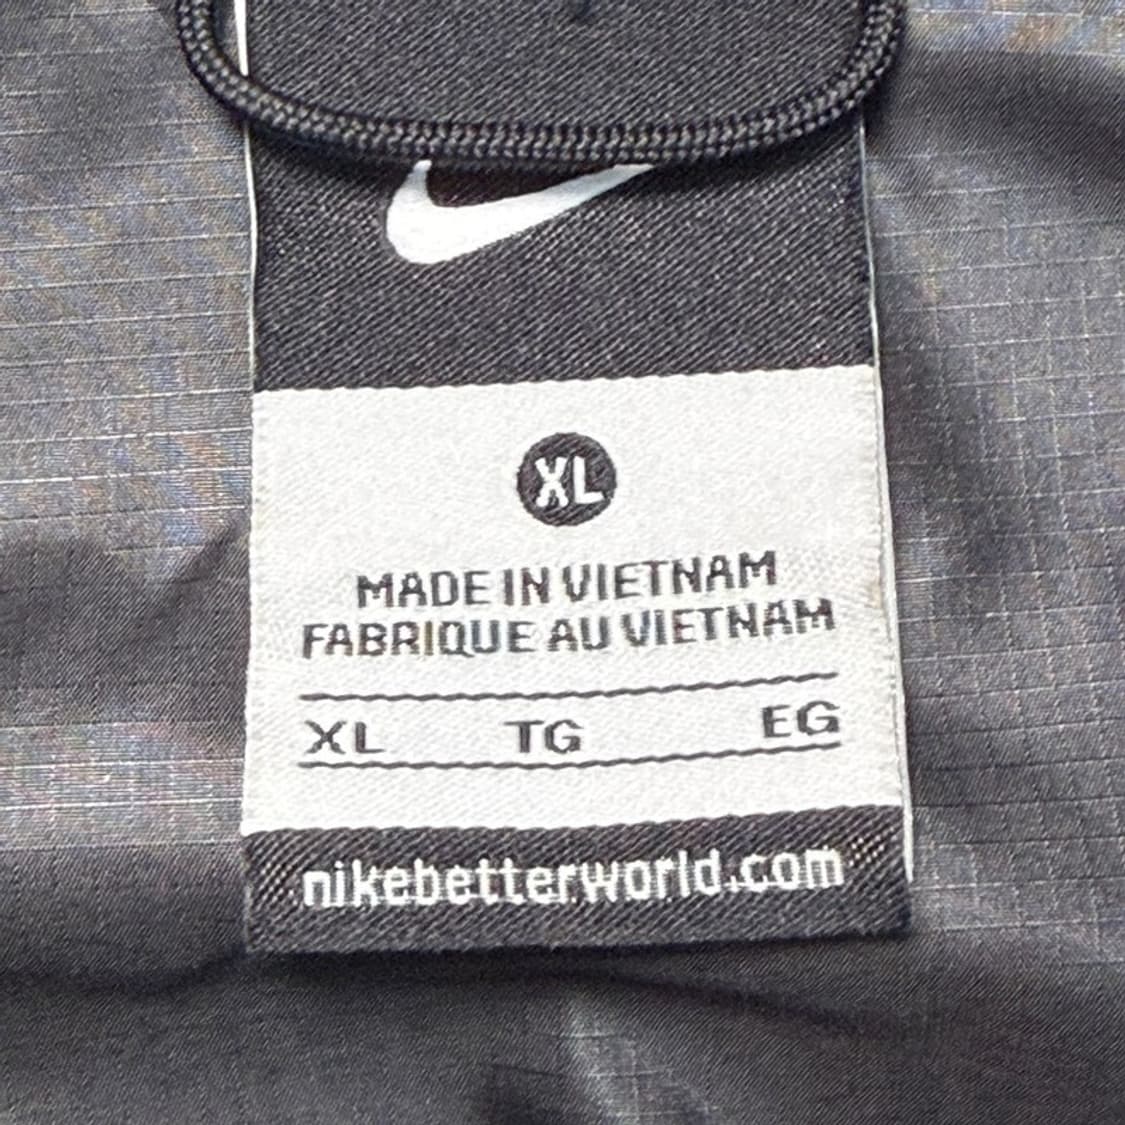 XL
MADE IN VIETNAM
FABRIQUE AU VIETNAM
XL TG EG
nikebetterworld.com